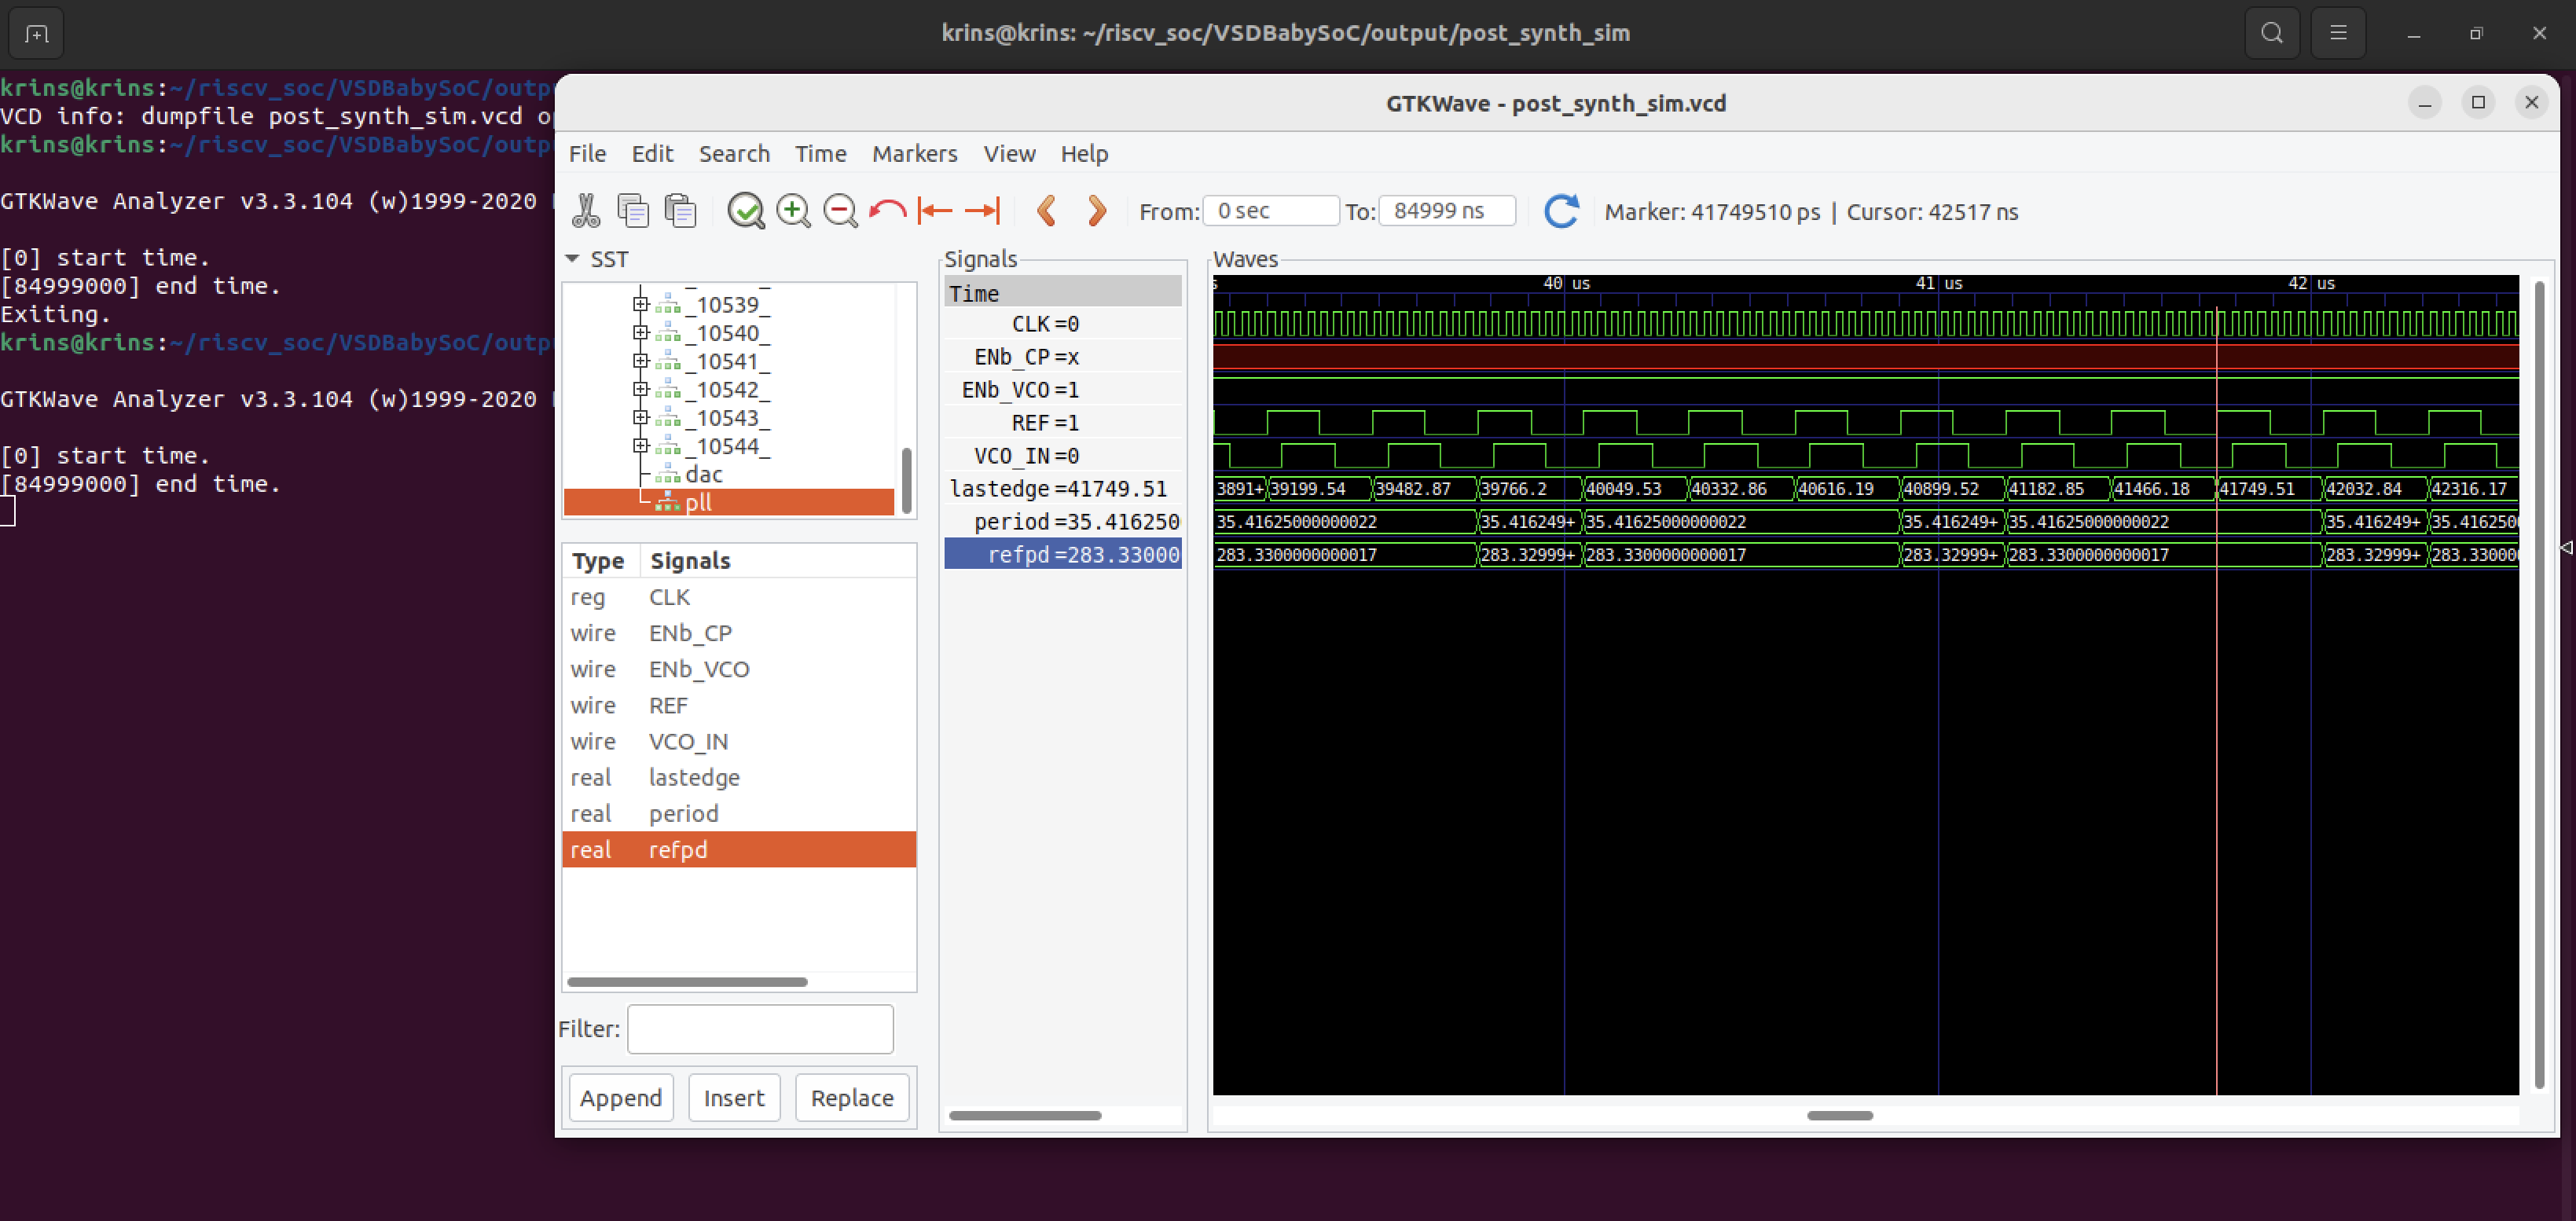 krins@krins: ~/riscv_soc/VSDBabySoC/output/post_synth_sim
krins@krins:~/riscv_soc/VSDBabySoC/outp
VCD info: dumpfile post_synth_sim.vcd
krins@krins:~/riscv_soc/VSDBabySoC/outp
GTKWave Analyzer v3.3.104 (w)1999-2020
[0] start time.
[84999000] end time.
Exiting.
krins@krins:~/riscv_soc/VSDBabySoC/outp
GTKWave Analyzer v3.3.104 (w)1999-2020
[0] start time.
[84999000] end time.
GTKWave - post_synth_sim.vcd
File Edit Search Time Markers View Help
From: 0 sec To: 84999 ns Marker: 41749510 ps | Cursor: 42517 ns
SST
_10539_
_10540_
_10541_
_10542_
_10543_
_10544_
dac
pll
Type Signals
reg CLK
wire ENb_CP
wire ENb_VCO
wire REF
wire VCO_IN
real lastedge
real period
real refpd
Filter:
Append Insert Replace
Signals
Time
CLK=0
ENb_CP=x
ENb_VCO=1
REF=1
VCO_IN=0
lastedge=41749.51
period=35.416250
refpd=283.33000
Waves
s 40 us 41 us 42 us
3891+ 39199.54 39482.87 39766.2 40049.53 40332.86 40616.19 40899.52 41182.85 41466.18 41749.51 42032.84 42316.17
35.41625000000022 35.416249+ 35.41625000000022 35.416249+ 35.41625000000022 35.416249+ 35.41625
283.3300000000017 283.32999+ 283.3300000000017 283.32999+ 283.3300000000017 283.32999+ 283.3300